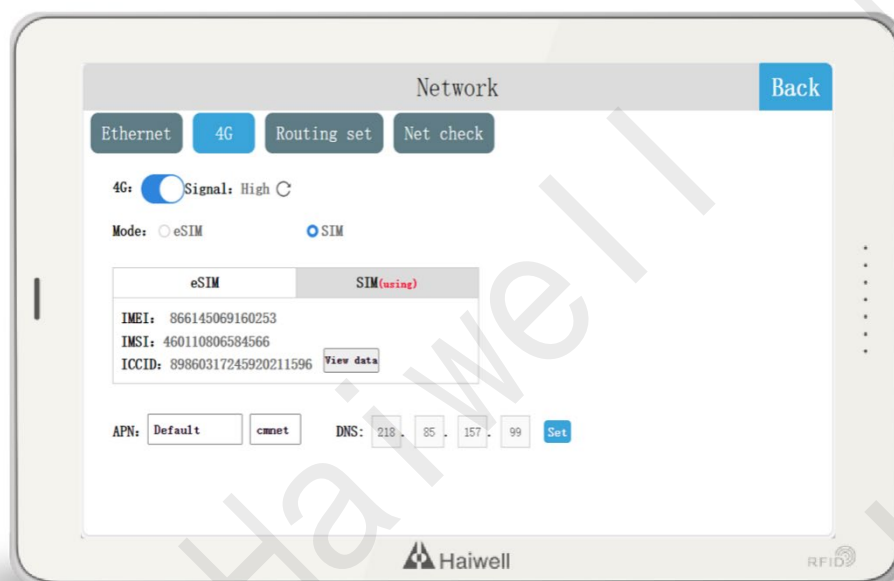 Network
Back
Ethernet
4G
Routing set
Net check
4G:
Signal: High
Mode: eSIM SIM
eSIM
SIM(using)
IMEI: 866145069160253
IMSI: 460110806584566
ICCID: 89860317245920211596
View data
APN: Default cmnet
DNS: 218. 85. 157. 99
Set
Haiwell
RFID
Haiwell